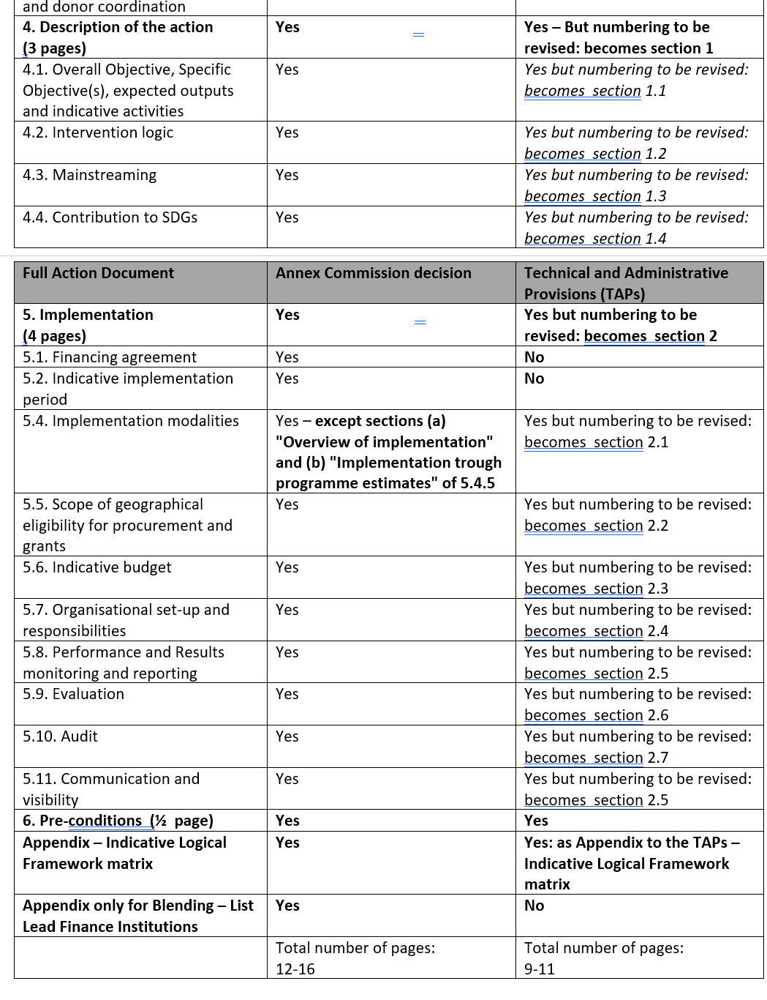 and donor coordination
4. Description of the action
(3 pages)
Yes
Yes – But numbering to be
revised: becomes section 1
4.1. Overall Objective, Specific
Objective(s), expected outputs
and indicative activities
Yes
Yes but numbering to be revised:
becomes  section 1.1
4.2. Intervention logic
Yes
Yes but numbering to be revised:
becomes  section 1.2
4.3. Mainstreaming
Yes
Yes but numbering to be revised:
becomes  section 1.3
4.4. Contribution to SDGs
Yes
Yes but numbering to be revised:
becomes  section 1.4
Full Action Document
Annex Commission decision
Technical and Administrative
Provisions (TAPs)
5. Implementation
(4 pages)
Yes
Yes but numbering to be
revised: becomes  section 2
5.1. Financing agreement
Yes
No
5.2. Indicative implementation
period
Yes
No
5.4. Implementation modalities
Yes – except sections (a)
"Overview of implementation"
and (b) "Implementation trough
programme estimates" of 5.4.5
Yes but numbering to be revised:
becomes  section 2.1
5.5. Scope of geographical
eligibility for procurement and
grants
Yes
Yes but numbering to be revised:
becomes  section 2.2
5.6. Indicative budget
Yes
Yes but numbering to be revised:
becomes  section 2.3
5.7. Organisational set-up and
responsibilities
Yes
Yes but numbering to be revised:
becomes  section 2.4
5.8. Performance and Results
monitoring and reporting
Yes
Yes but numbering to be revised:
becomes  section 2.5
5.9. Evaluation
Yes
Yes but numbering to be revised:
becomes  section 2.6
5.10. Audit
Yes
Yes but numbering to be revised:
becomes  section 2.7
5.11. Communication and
visibility
Yes
Yes but numbering to be revised:
becomes  section 2.5
6. Pre-conditions  (½  page)
Yes
Yes
Appendix – Indicative Logical
Framework matrix
Yes
Yes: as Appendix to the TAPs –
Indicative Logical Framework
matrix
Appendix only for Blending – List
Lead Finance Institutions
Yes
No
Total number of pages:
12-16
Total number of pages:
9-11